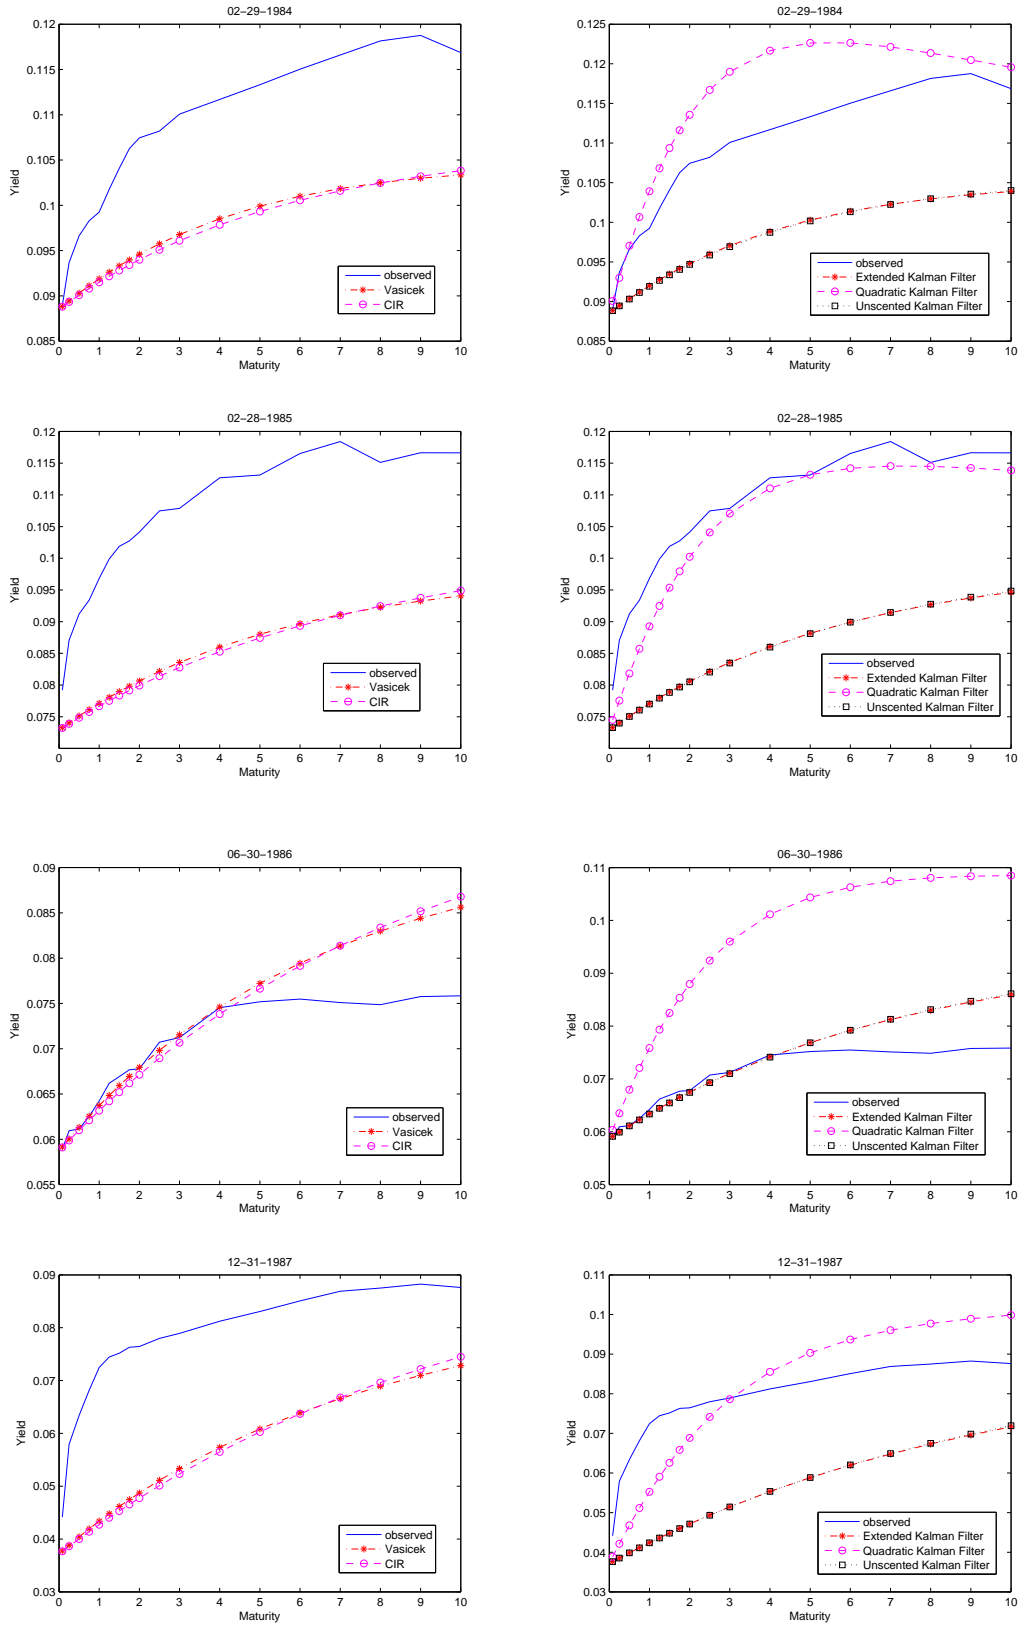 02-29-1984
0.12
0.115
0.11
0.105
0.1
0.095
0.09
0.085
Yield
0 1 2 3 4 5 6 7 8 9 10
Maturity
observed
Vasicek
CIR
02-29-1984
0.125
0.12
0.115
0.11
0.105
0.1
0.095
0.09
0.085
Yield
0 1 2 3 4 5 6 7 8 9 10
Maturity
observed
Extended Kalman Filter
Quadratic Kalman Filter
Unscented Kalman Filter
02-28-1985
0.12
0.115
0.11
0.105
0.1
0.095
0.09
0.085
0.08
0.075
Yield
0 1 2 3 4 5 6 7 8 9 10
Maturity
observed
Vasicek
CIR
02-28-1985
0.12
0.115
0.11
0.105
0.1
0.095
0.09
0.085
0.08
0.075
Yield
0 1 2 3 4 5 6 7 8 9 10
Maturity
observed
Extended Kalman Filter
Quadratic Kalman Filter
Unscented Kalman Filter
06-30-1986
0.09
0.085
0.08
0.075
0.07
0.065
0.06
0.055
Yield
0 1 2 3 4 5 6 7 8 9 10
Maturity
observed
Vasicek
CIR
06-30-1986
0.11
0.1
0.09
0.08
0.07
0.06
0.05
Yield
0 1 2 3 4 5 6 7 8 9 10
Maturity
observed
Extended Kalman Filter
Quadratic Kalman Filter
Unscented Kalman Filter
12-31-1987
0.09
0.08
0.07
0.06
0.05
0.04
0.03
Yield
0 1 2 3 4 5 6 7 8 9 10
Maturity
observed
Vasicek
CIR
12-31-1987
0.11
0.1
0.09
0.08
0.07
0.06
0.05
0.04
0.03
Yield
0 1 2 3 4 5 6 7 8 9 10
Maturity
observed
Extended Kalman Filter
Quadratic Kalman Filter
Unscented Kalman Filter